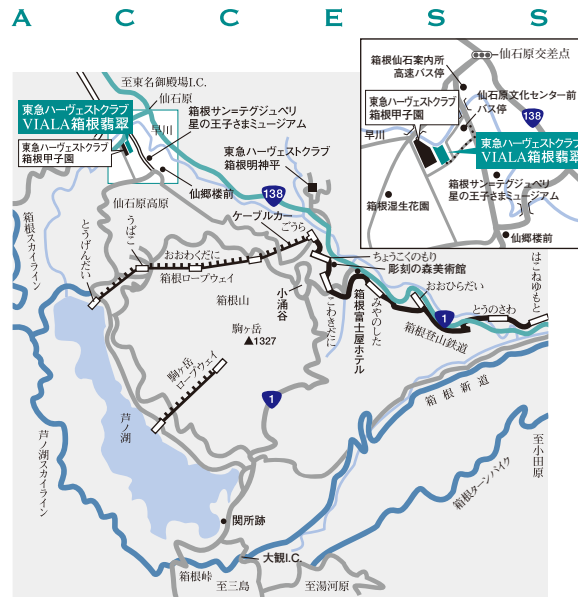 A C C E S S
至東名御殿場I.C.
東急ハーヴェストクラブ
VIALA箱根翡翠
仙石原
東急ハーヴェストクラブ
箱根甲子園
早川
箱根サン=テグジュペリ
星の王子さまミュージアム
仙郷楼前
仙石原高原
東急ハーヴェストクラブ
箱根明神平
138
箱根スカイライン
とうげんだい
うばこ
おおわくだに
箱根ロープウェイ
ケーブルカー
ごうら
ちょうこくのもり
彫刻の森美術館
箱根山
小涌谷
こわきだに
箱根富士屋ホテル
みやのした
おおひらだい
とうのさわ
はこねゆもと
1
箱根登山鉄道
駒ヶ岳
▲1327
駒ヶ岳
ロープウェイ
1
芦ノ湖
芦ノ湖スカイライン
箱根新道
箱根ターンパイク
至小田原
関所跡
大観I.C.
箱根峠
至三島
至湯河原
仙石原交差点
箱根仙石案内所
高速バス停
仙石原文化センター前
バス停
東急ハーヴェストクラブ
箱根甲子園
138
早川
東急ハーヴェストクラブ
VIALA箱根翡翠
箱根サン=テグジュペリ
星の王子さまミュージアム
箱根湿生花園
仙郷楼前